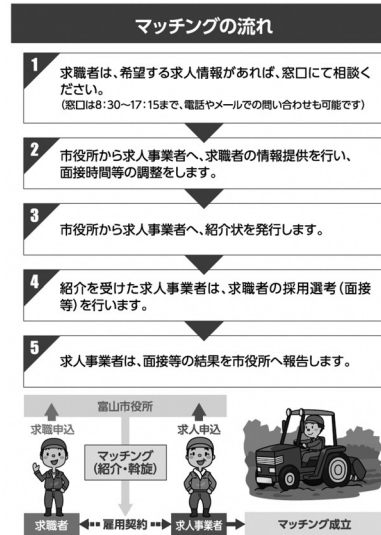 マッチングの流れ
1
求職者は、希望する求人情報があれば、窓口にて相談く
ださい。
(窓口は8:30〜17:15まで、電話やメールでの問い合わせも可能です)
2
市役所から求人事業者へ、求職者の情報提供を行い、
面接時間等の調整をします。
3
市役所から求人事業者へ、紹介状を発行します。
4
紹介を受けた求人事業者は、求職者の採用選考(面接
等)を行います。
5
求人事業者は、面接等の結果を市役所へ報告します。
富山市役所
求職申込
求人申込
マッチング
(紹介・斡旋)
求職者
雇用契約
求人事業者
マッチング成立